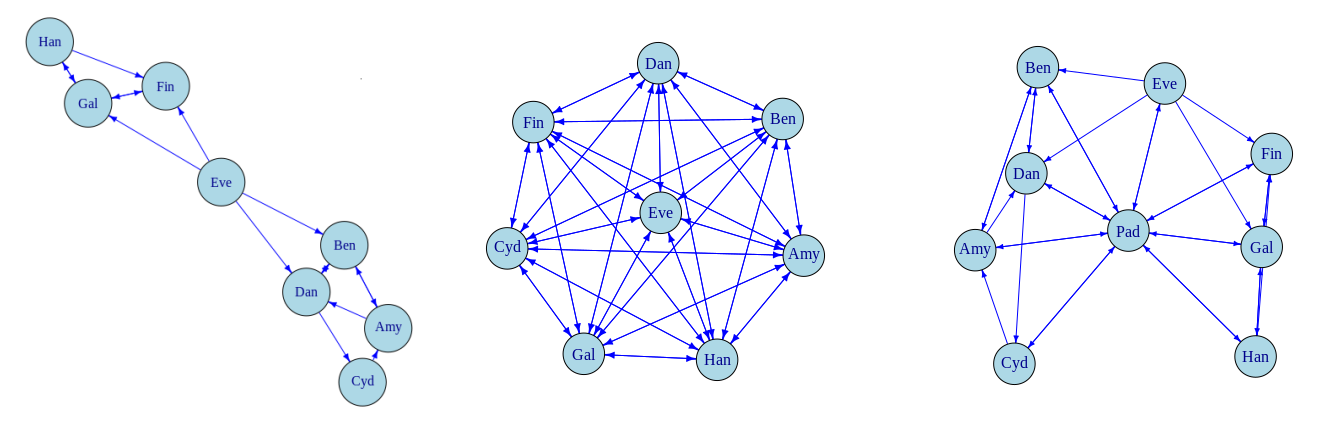 Han
Fin
Gal
Eve
Ben
Dan
Amy
Cyd
Dan
Fin
Ben
Eve
Cyd
Amy
Gal
Han
Ben
Eve
Fin
Dan
Pad
Amy
Gal
Cyd
Han